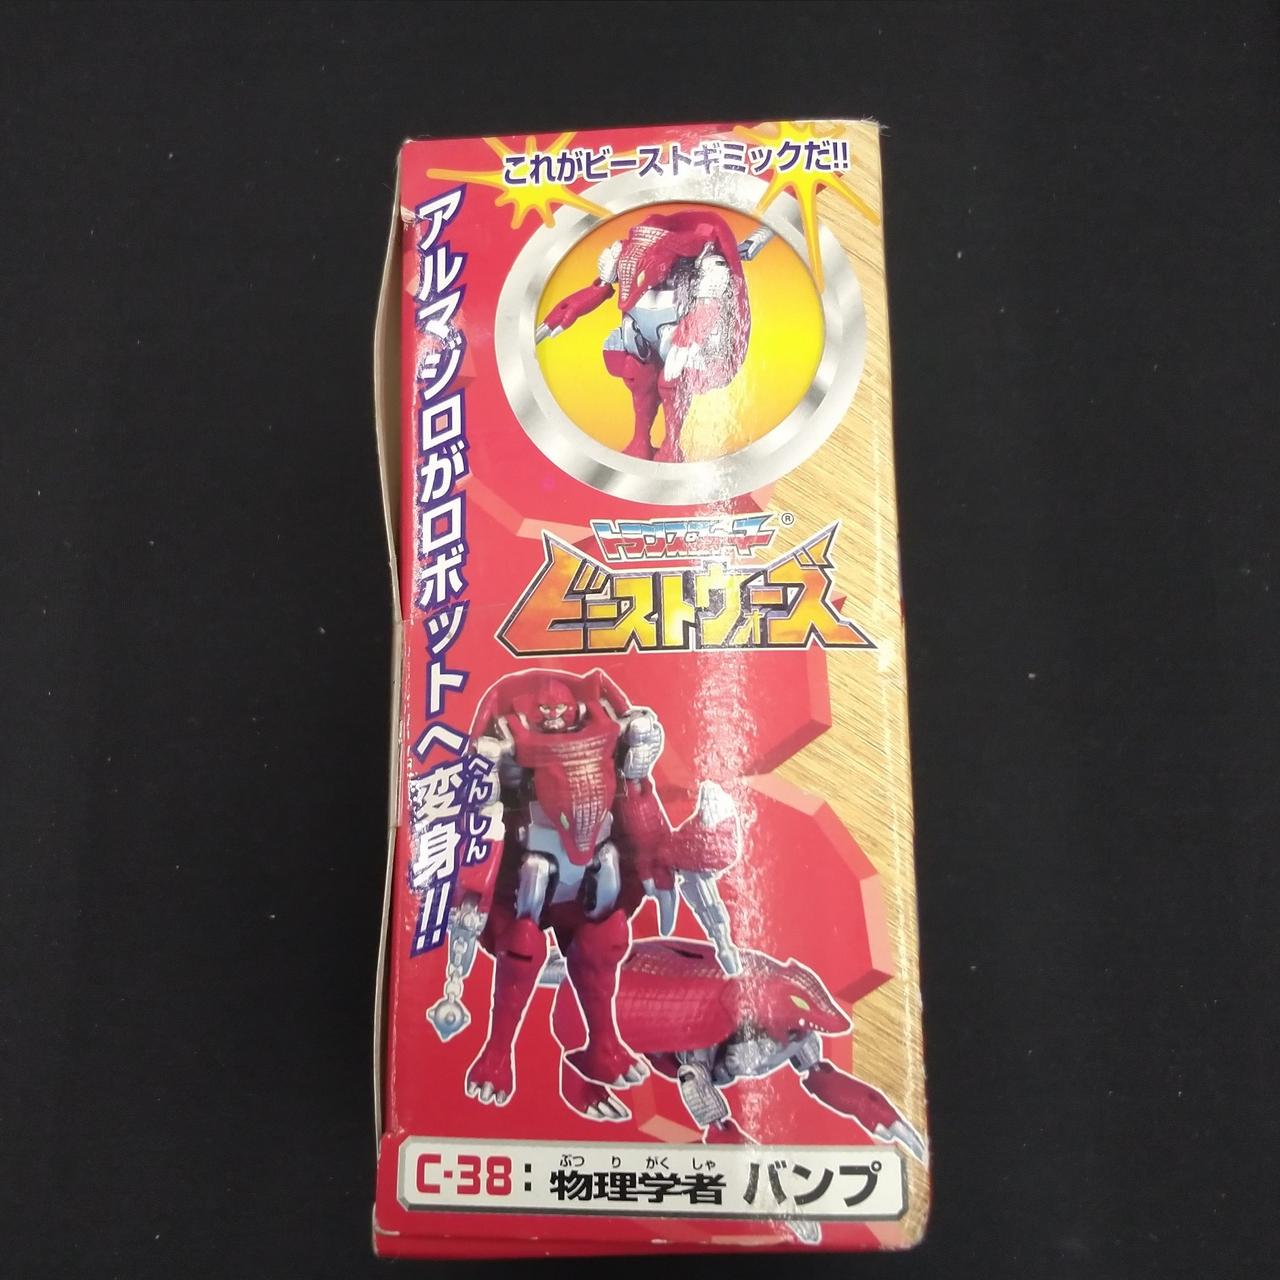 これがビーストギミックだ!!
アルマジロがロボットへ変身!!
へんしん
トランスフォーマー®
ビーストウォーズ
ぶつ り がく しゃ
C-38:物理学者 バンプ